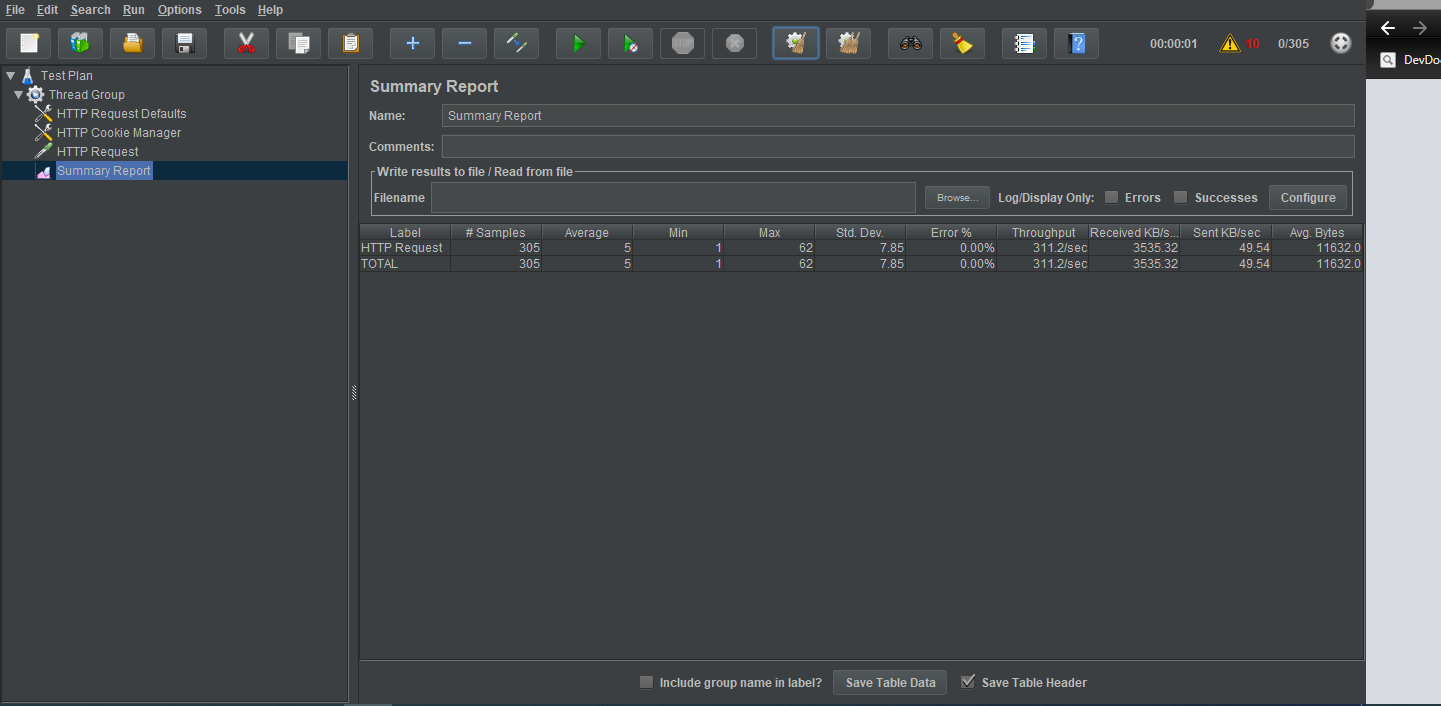 File Edit Search Run Options Tools Help
STOP
00:00:01 10 0/305
DevDo
Test Plan
Thread Group
HTTP Request Defaults
HTTP Cookie Manager
HTTP Request
Summary Report
Summary Report
Name: Summary Report
Comments:
Write results to file / Read from file
Filename Browse... Log/Display Only: Errors Successes Configure
Label # Samples Average Min Max Std. Dev. Error % Throughput Received KB/s... Sent KB/sec Avg. Bytes
HTTP Request 305 5 1 62 7.85 0.00% 311.2/sec 3535.32 49.54 11632.0
TOTAL 305 5 1 62 7.85 0.00% 311.2/sec 3535.32 49.54 11632.0
Include group name in label? Save Table Data Save Table Header